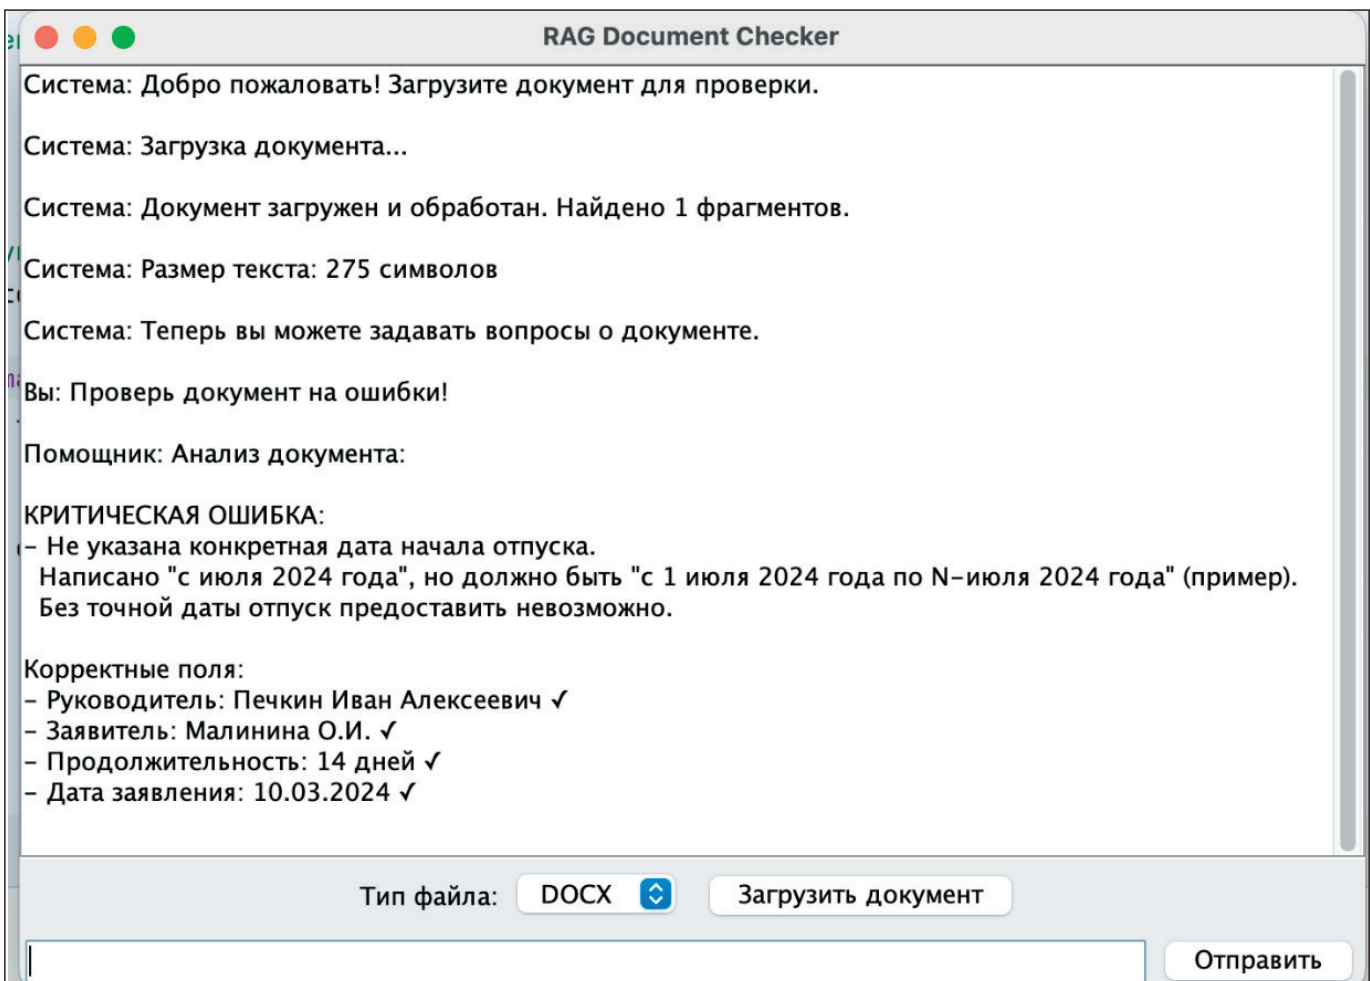 RAG Document Checker
Система: Добро пожаловать! Загрузите документ для проверки.
Система: Загрузка документа...
Система: Документ загружен и обработан. Найдено 1 фрагментов.
Система: Размер текста: 275 символов
Система: Теперь вы можете задавать вопросы о документе.
Вы: Проверь документ на ошибки!
Помощник: Анализ документа:
КРИТИЧЕСКАЯ ОШИБКА:
– Не указана конкретная дата начала отпуска.
Написано "с июля 2024 года", но должно быть "с 1 июля 2024 года по N–июля 2024 года" (пример).
Без точной даты отпуск предоставить невозможно.
Корректные поля:
– Руководитель: Печкин Иван Алексеевич ✓
– Заявитель: Малинина О.И. ✓
– Продолжительность: 14 дней ✓
– Дата заявления: 10.03.2024 ✓
Тип файла: DOCX Загрузить документ
Отправить